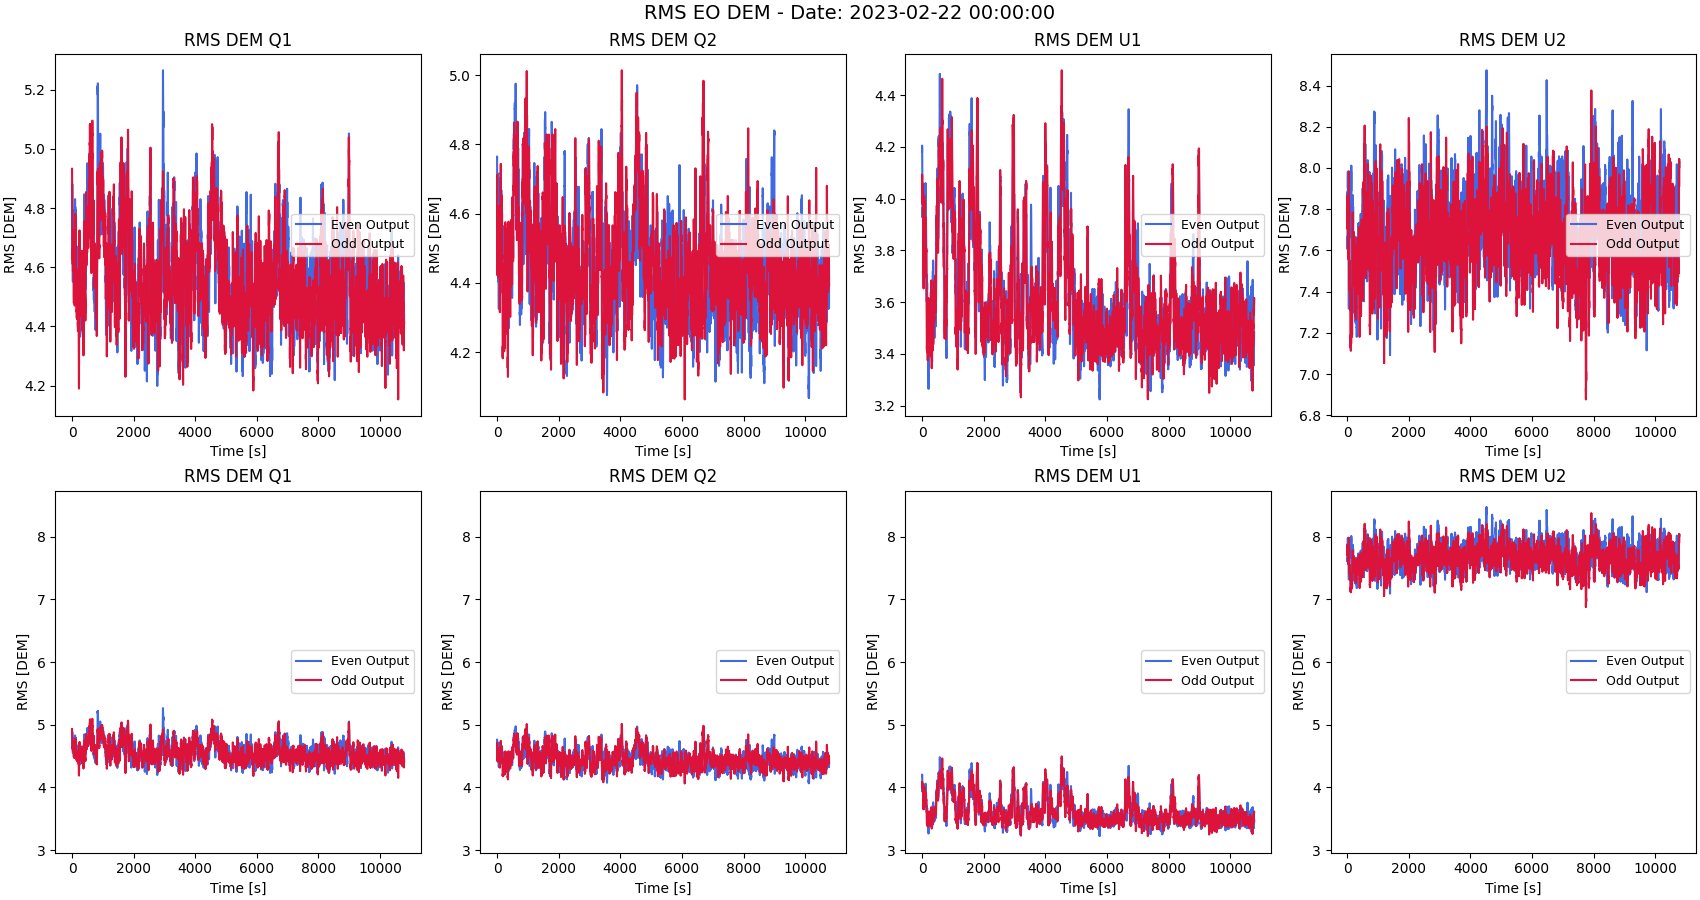 RMS EO DEM - Date: 2023-02-22 00:00:00
RMS DEM Q1
RMS [DEM]
5.2
5.0
4.8
4.6
4.4
4.2
Even Output
Odd Output
0 2000 4000 6000 8000 10000
Time [s]
RMS DEM Q2
RMS [DEM]
5.0
4.8
4.6
4.4
4.2
Even Output
Odd Output
0 2000 4000 6000 8000 10000
Time [s]
RMS DEM U1
RMS [DEM]
4.4
4.2
4.0
3.8
3.6
3.4
3.2
Even Output
Odd Output
0 2000 4000 6000 8000 10000
Time [s]
RMS DEM U2
RMS [DEM]
8.4
8.2
8.0
7.8
7.6
7.4
7.2
7.0
6.8
Even Output
Odd Output
0 2000 4000 6000 8000 10000
Time [s]
RMS DEM Q1
RMS [DEM]
8
7
6
5
4
3
Even Output
Odd Output
0 2000 4000 6000 8000 10000
Time [s]
RMS DEM Q2
RMS [DEM]
8
7
6
5
4
3
Even Output
Odd Output
0 2000 4000 6000 8000 10000
Time [s]
RMS DEM U1
RMS [DEM]
8
7
6
5
4
3
Even Output
Odd Output
0 2000 4000 6000 8000 10000
Time [s]
RMS DEM U2
RMS [DEM]
8
7
6
5
4
3
Even Output
Odd Output
0 2000 4000 6000 8000 10000
Time [s]